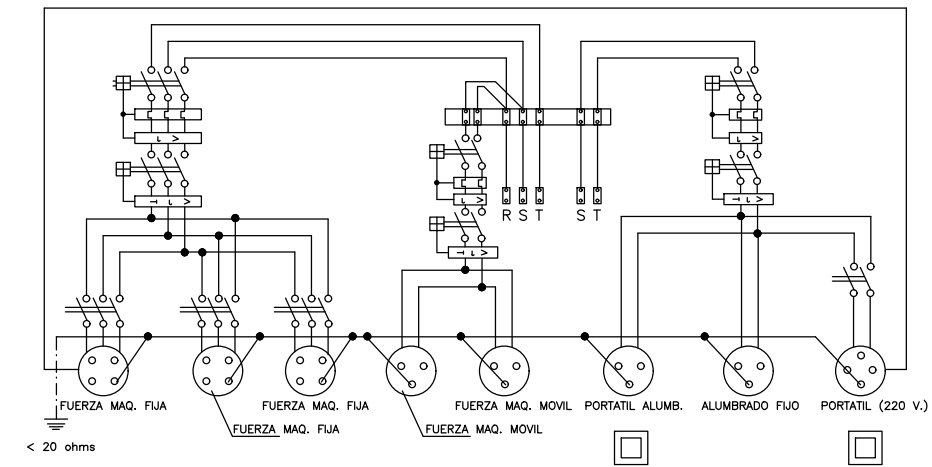 R S T S T
FUERZA MAQ. FIJA FUERZA MAQ. FIJA FUERZA MAQ. MOVIL PORTATIL ALUMB. ALUMBRADO FIJO PORTATIL (220 V.)
FUERZA MAQ. FIJA FUERZA MAQ. MOVIL
< 20 ohms